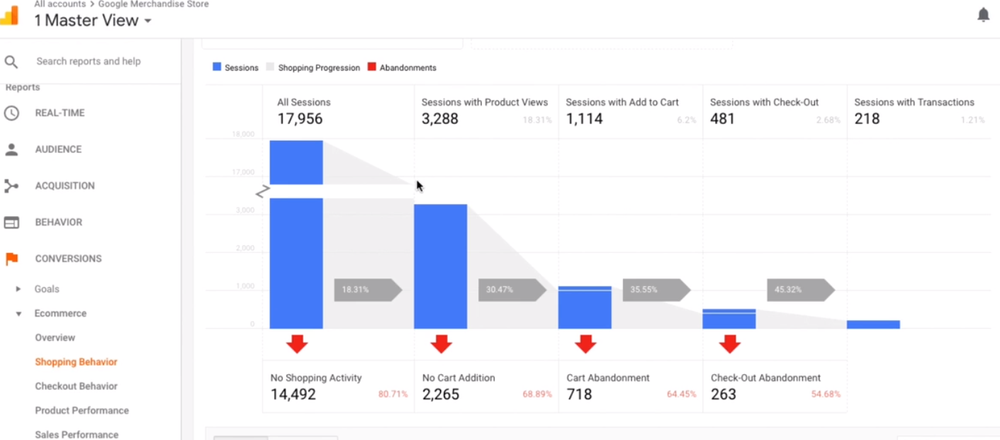 All accounts > Google Merchandise Store
1 Master View
Search reports and help
Reports
REAL-TIME
AUDIENCE
ACQUISITION
BEHAVIOR
CONVERSIONS
Goals
Ecommerce
Overview
Shopping Behavior
Checkout Behavior
Product Performance
Sales Performance
Sessions Shopping Progression Abandonments
All Sessions
17,956
Sessions with Product Views
3,288 18.31%
Sessions with Add to Cart
1,114 6.2%
Sessions with Check-Out
481 2.68%
Sessions with Transactions
218 1.21%
18,000
17,000
3,000
2,000
1,000
0
18.31%
30.47%
35.55%
45.32%
No Shopping Activity
14,492 80.71%
No Cart Addition
2,265 68.89%
Cart Abandonment
718 64.45%
Check-Out Abandonment
263 54.68%